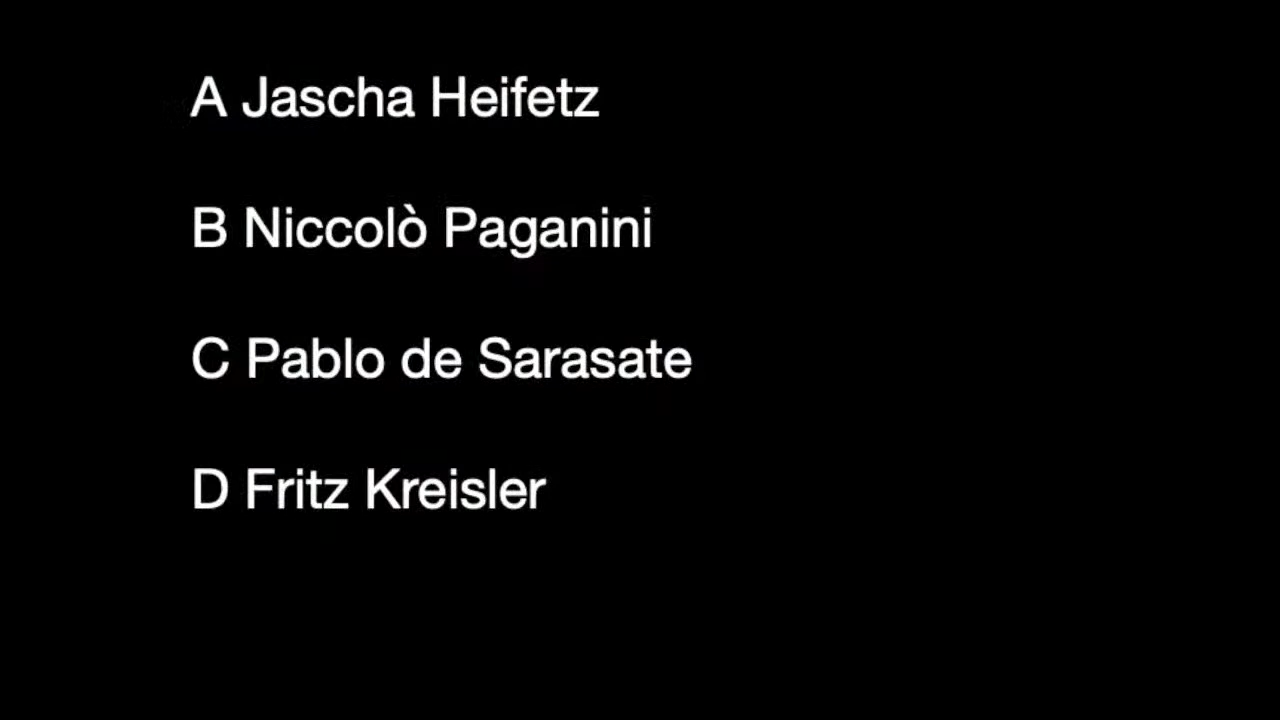 A Jascha Heifetz
B Niccolò Paganini
C Pablo de Sarasate
D Fritz Kreisler